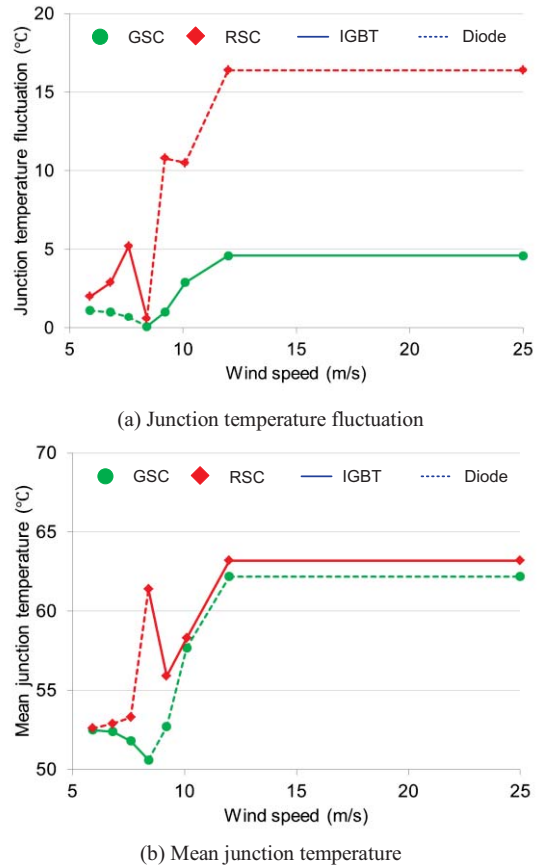 Junction temperature fluctuation (℃)
20
15
10
5
0
GSC RSC IGBT Diode
5 10 15 20 25
Wind speed (m/s)
(a) Junction temperature fluctuation
Mean junction temperature (℃)
70
65
60
55
50
GSC RSC IGBT Diode
5 10 15 20 25
Wind speed (m/s)
(b) Mean junction temperature